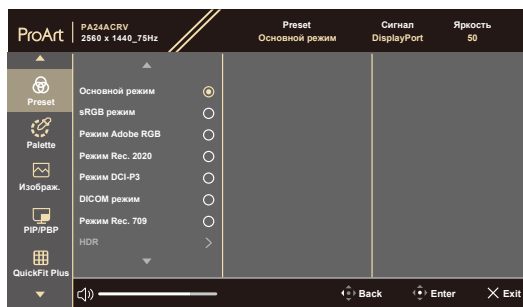 ProArt
PA24ACRV
2560 x 1440_75Hz
Preset
Основной режим
Сигнал
DisplayPort
Яркость
50
Preset
Palette
Изображ.
PIP/PBP
QuickFit Plus
Основной режим
sRGB режим
Режим Adobe RGB
Режим Rec. 2020
Режим DCI-P3
DICOM режим
Режим Rec. 709
HDR
Back
Enter
Exit